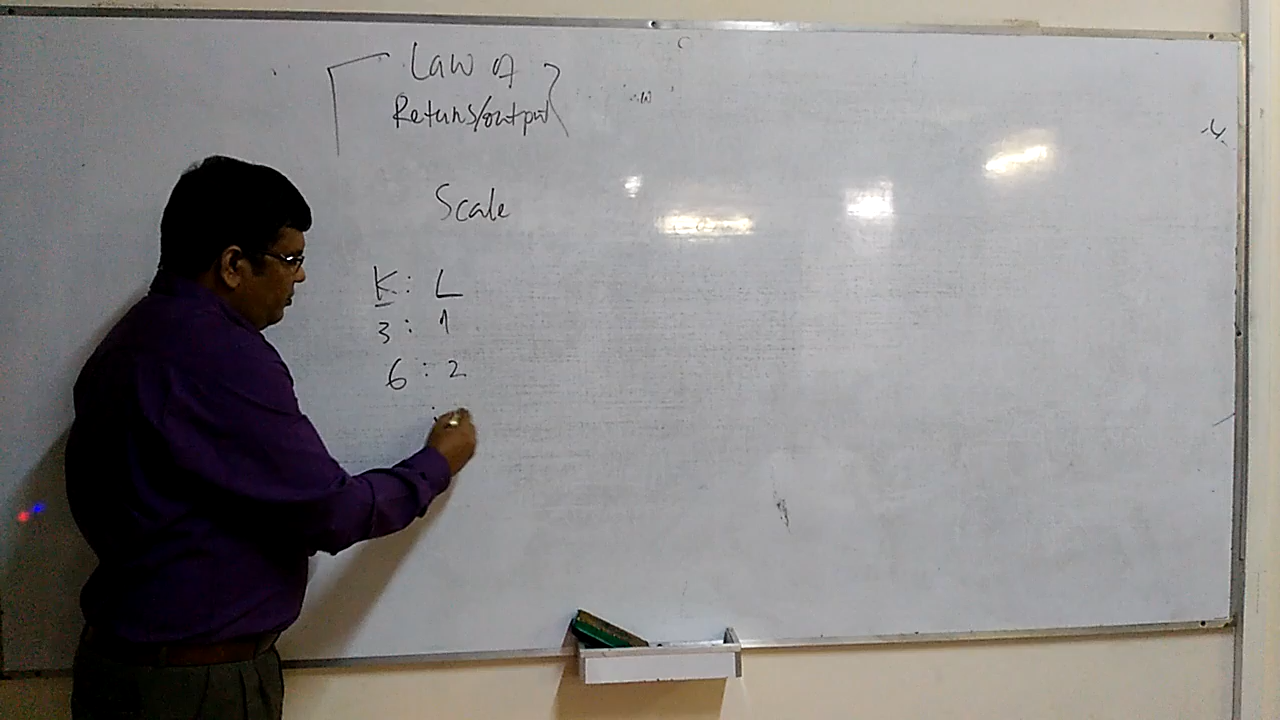 Law of
Returns/output
Scale
K : L
3 : 1
6 : 2
: